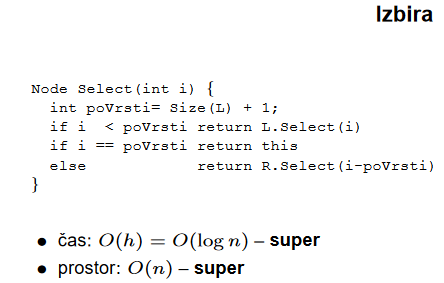 Izbira
Node Select(int i) {
  int poVrsti= Size(L) + 1;
  if i  < poVrsti return L.Select(i)
  if i == poVrsti return this
  else            return R.Select(i-poVrsti)
}
• čas: O(h) = O(log n) – super
• prostor: O(n) – super